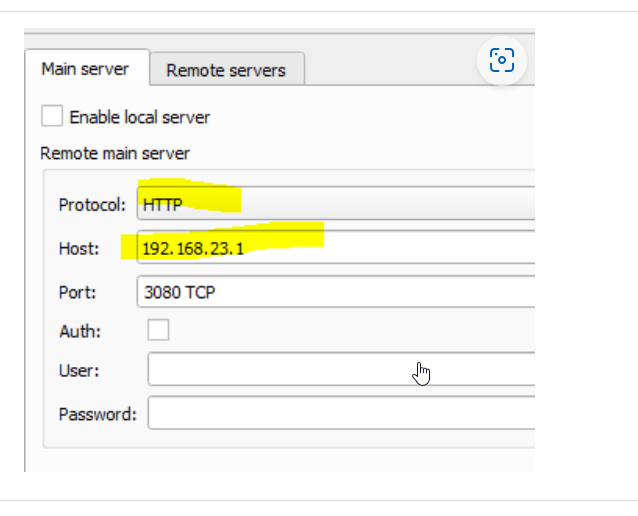 Main server Remote servers
Enable local server
Remote main server
Protocol: HTTP
Host: 192.168.23.1
Port: 3080 TCP
Auth:
User:
Password: